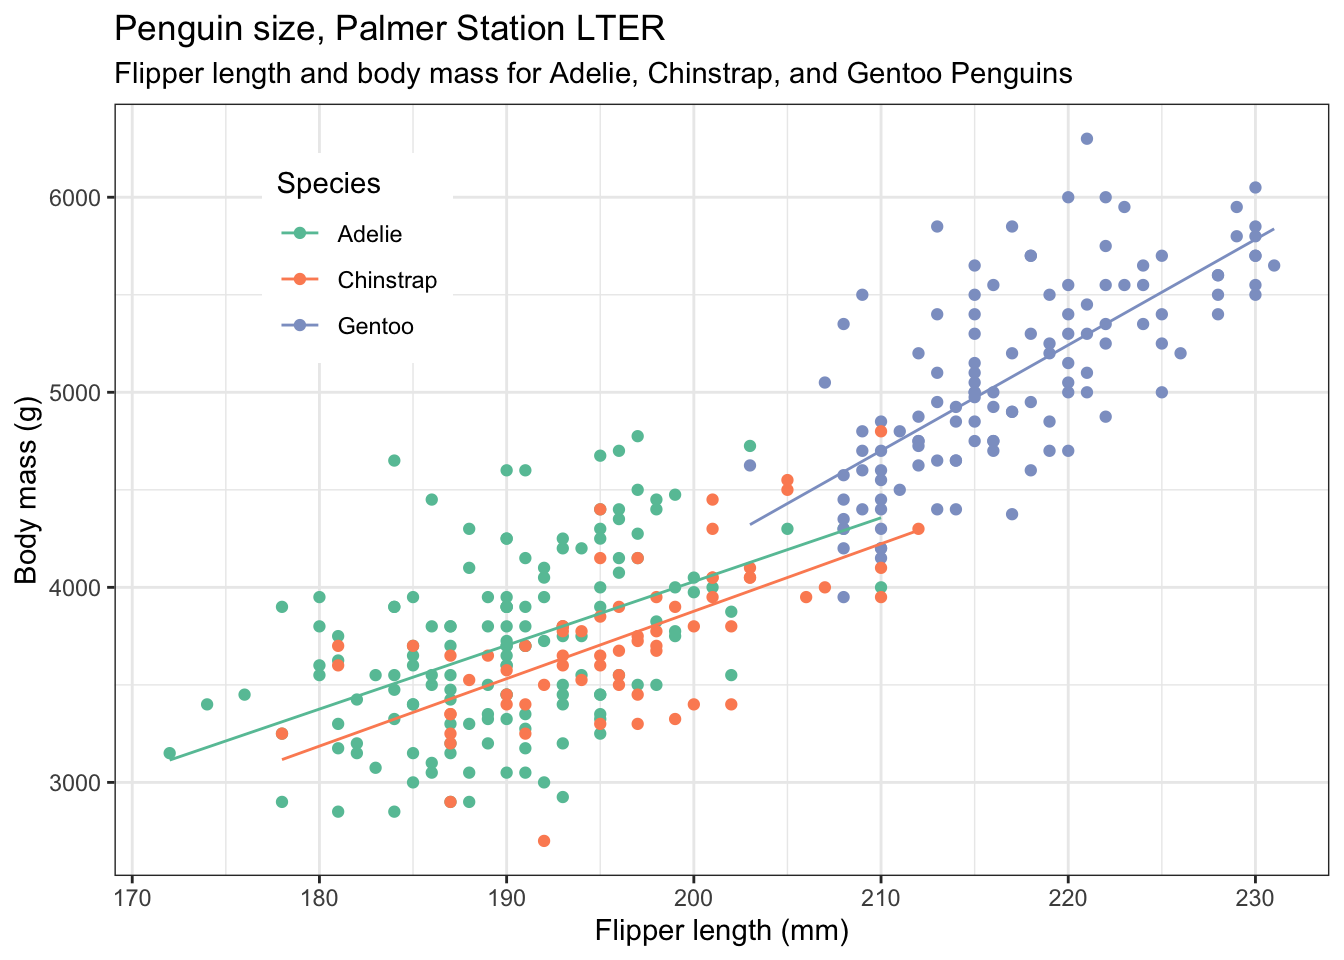 Penguin size, Palmer Station LTER
Flipper length and body mass for Adelie, Chinstrap, and Gentoo Penguins
Species
Adelie
Chinstrap
Gentoo
Body mass (g)
6000
5000
4000
3000
170 180 190 200 210 220 230
Flipper length (mm)